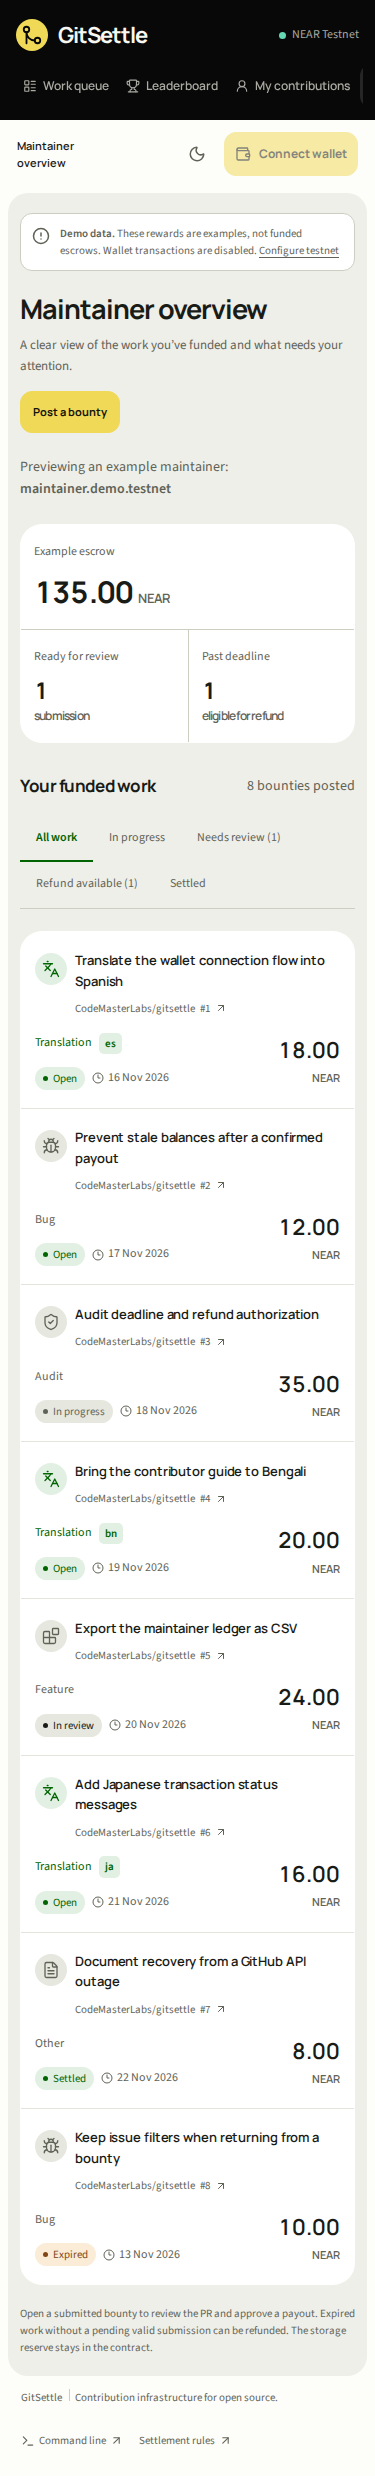 GitSettle
NEAR Testnet
Work queue
Leaderboard
My contributions
Maintainer
overview
Connect wallet
Demo data. These rewards are examples, not funded
escrows. Wallet transactions are disabled. Configure testnet
Maintainer overview
A clear view of the work you’ve funded and what needs your
attention.
Post a bounty
Previewing an example maintainer:
maintainer.demo.testnet
Example escrow
135.00 NEAR
Ready for review
1
submission
Past deadline
1
eligible for refund
Your funded work
8 bounties posted
All work
In progress
Needs review (1)
Refund available (1)
Settled
Translate the wallet connection flow into
Spanish
CodeMasterLabs/gitsettle #1
Translation es
18.00
Open
16 Nov 2026
NEAR
Prevent stale balances after a confirmed
payout
CodeMasterLabs/gitsettle #2
Bug
12.00
Open
17 Nov 2026
NEAR
Audit deadline and refund authorization
CodeMasterLabs/gitsettle #3
Audit
35.00
In progress
18 Nov 2026
NEAR
Bring the contributor guide to Bengali
CodeMasterLabs/gitsettle #4
Translation bn
20.00
Open
19 Nov 2026
NEAR
Export the maintainer ledger as CSV
CodeMasterLabs/gitsettle #5
Feature
24.00
In review
20 Nov 2026
NEAR
Add Japanese transaction status
messages
CodeMasterLabs/gitsettle #6
Translation ja
16.00
Open
21 Nov 2026
NEAR
Document recovery from a GitHub API
outage
CodeMasterLabs/gitsettle #7
Other
8.00
Settled
22 Nov 2026
NEAR
Keep issue filters when returning from a
bounty
CodeMasterLabs/gitsettle #8
Bug
10.00
Expired
13 Nov 2026
NEAR
Open a submitted bounty to review the PR and approve a payout. Expired
work without a pending valid submission can be refunded. The storage
reserve stays in the contract.
GitSettle
Contribution infrastructure for open source.
Command line
Settlement rules